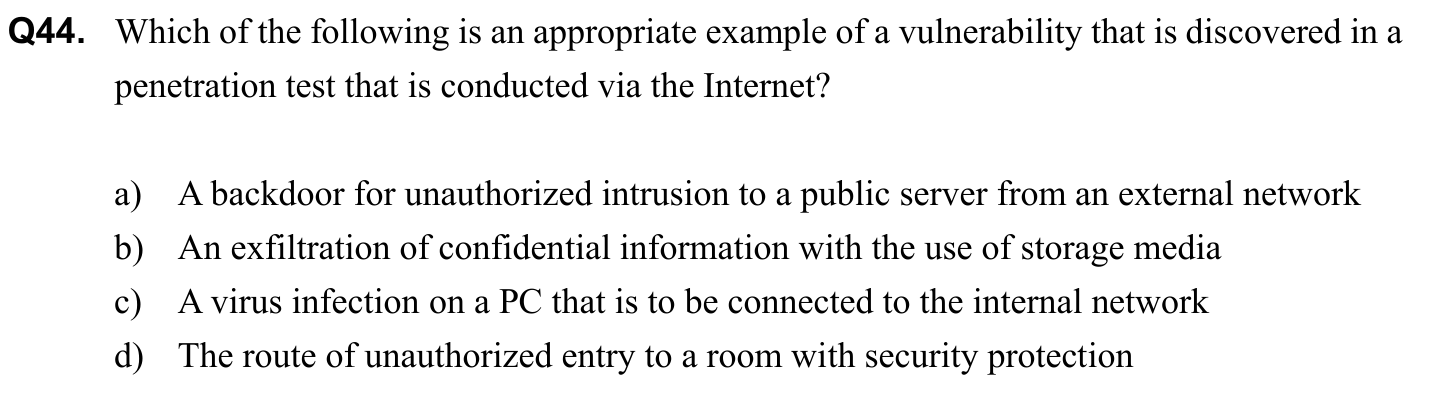 Q44. Which of the following is an appropriate example of a vulnerability that is discovered in a
penetration test that is conducted via the Internet?
a) A backdoor for unauthorized intrusion to a public server from an external network
b) An exfiltration of confidential information with the use of storage media
c) A virus infection on a PC that is to be connected to the internal network
d) The route of unauthorized entry to a room with security protection